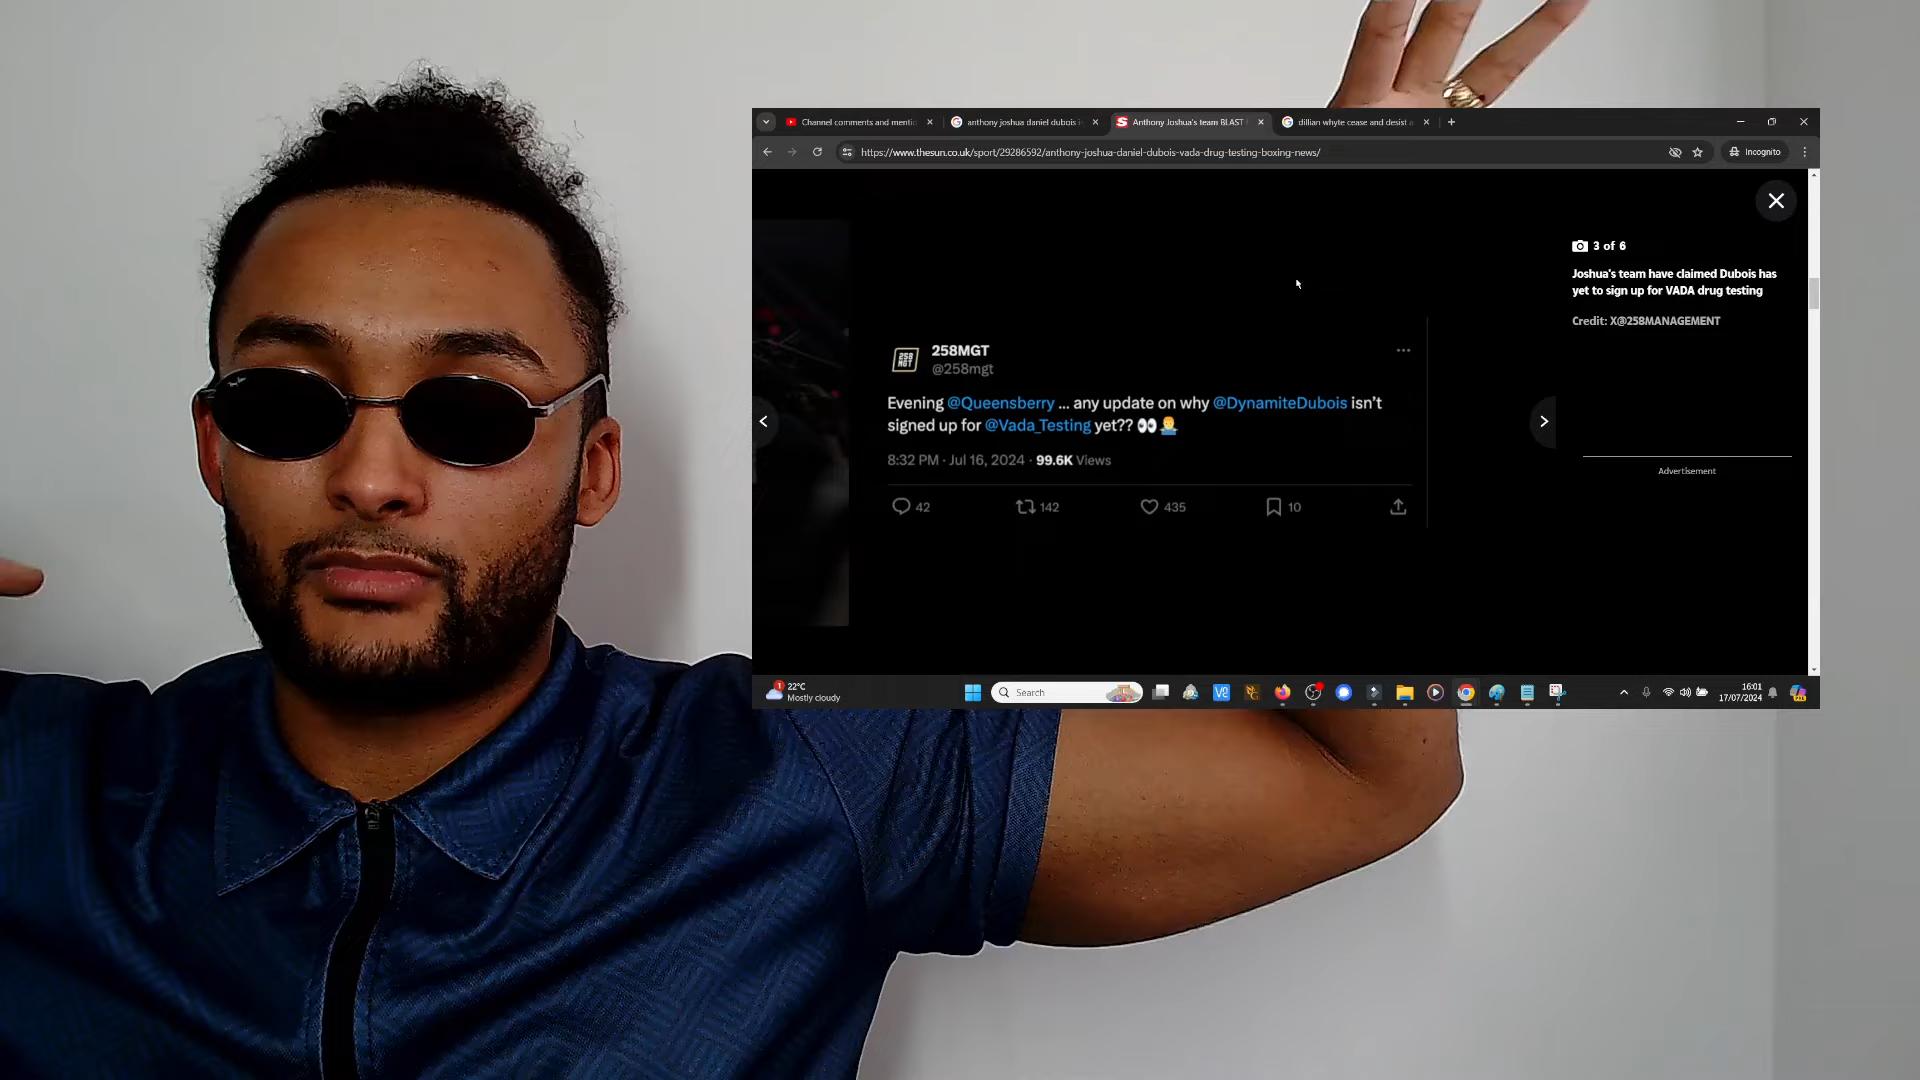 Channel comments and mentic
anthony joshua daniel dubois i
Anthony Joshua's team BLAST
dillian whyte cease and desist a
https://www.thesun.co.uk/sport/29286592/anthony-joshua-daniel-dubois-vada-drug-testing-boxing-news/
Incognito
3 of 6
Joshua's team have claimed Dubois has
yet to sign up for VADA drug testing
Credit: X@258MANAGEMENT
258
MGT
258MGT
@258mgt
Evening @Queensberry ... any update on why @DynamiteDubois isn't
signed up for @Vada_Testing yet?? 👀🤷‍♂️
8:32 PM · Jul 16, 2024 · 99.6K Views
42
142
435
10
Advertisement
1
22°C
Mostly cloudy
Search
16:01
17/07/2024